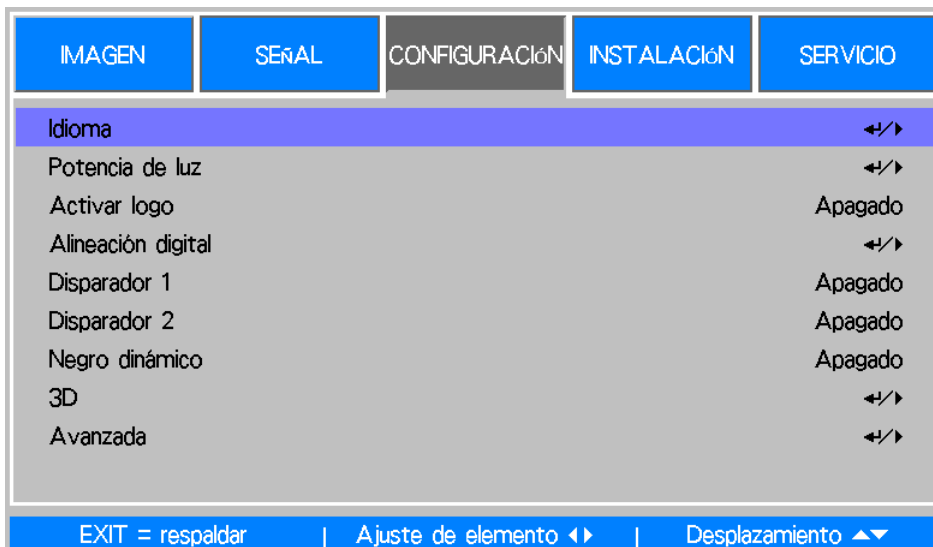 IMAGEN SEñAL CONFIGURACIóN INSTALACIóN SERVICIO
Idioma ↵/▶
Potencia de luz ↵/▶
Activar logo Apagado
Alineación digital ↵/▶
Disparador 1 Apagado
Disparador 2 Apagado
Negro dinámico Apagado
3D ↵/▶
Avanzada ↵/▶
EXIT = respaldar | Ajuste de elemento ◀▶ | Desplazamiento ▲▼